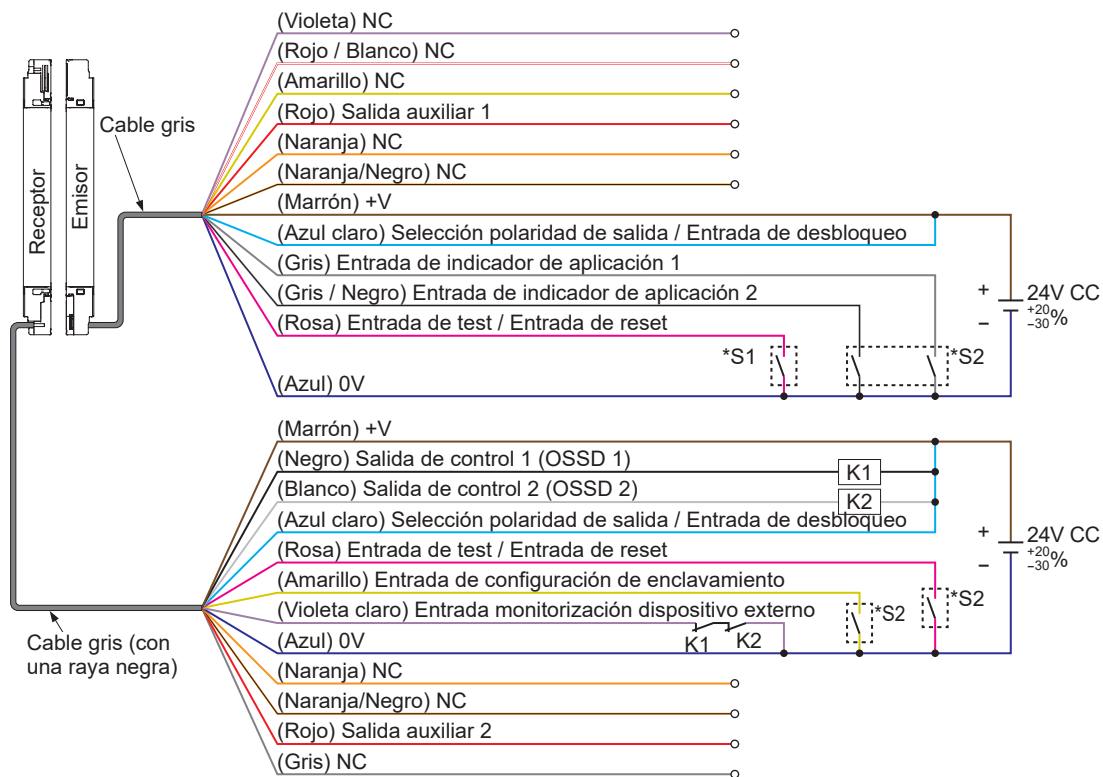 (Violeta) NC
(Rojo / Blanco) NC
(Amarillo) NC
(Rojo) Salida auxiliar 1
(Naranja) NC
(Naranja/Negro) NC
(Marrón) +V
(Azul claro) Selección polaridad de salida / Entrada de desbloqueo
(Gris) Entrada de indicador de aplicación 1
(Gris / Negro) Entrada de indicador de aplicación 2
(Rosa) Entrada de test / Entrada de reset
(Azul) 0V
Cable gris
Receptor
Emisor
*S1
*S2
+
24V CC
+20
–30%
–
(Marrón) +V
(Negro) Salida de control 1 (OSSD 1)
(Blanco) Salida de control 2 (OSSD 2)
(Azul claro) Selección polaridad de salida / Entrada de desbloqueo
(Rosa) Entrada de test / Entrada de reset
(Amarillo) Entrada de configuración de enclavamiento
(Violeta claro) Entrada monitorización dispositivo externo
(Azul) 0V
(Naranja) NC
(Naranja/Negro) NC
(Rojo) Salida auxiliar 2
(Gris) NC
K1
K2
K1
K2
*S2
*S2
+
24V CC
+20
–30%
–
Cable gris (con
una raya negra)